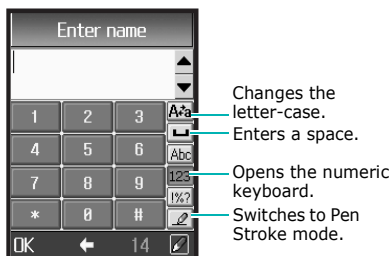 Enter name
1 2 3 A÷a
4 5 6 Abc
7 8 9 123
!%?
* 0 #
OK 14
Changes the
letter-case.
Enters a space.
Opens the numeric
keyboard.
Switches to Pen
Stroke mode.